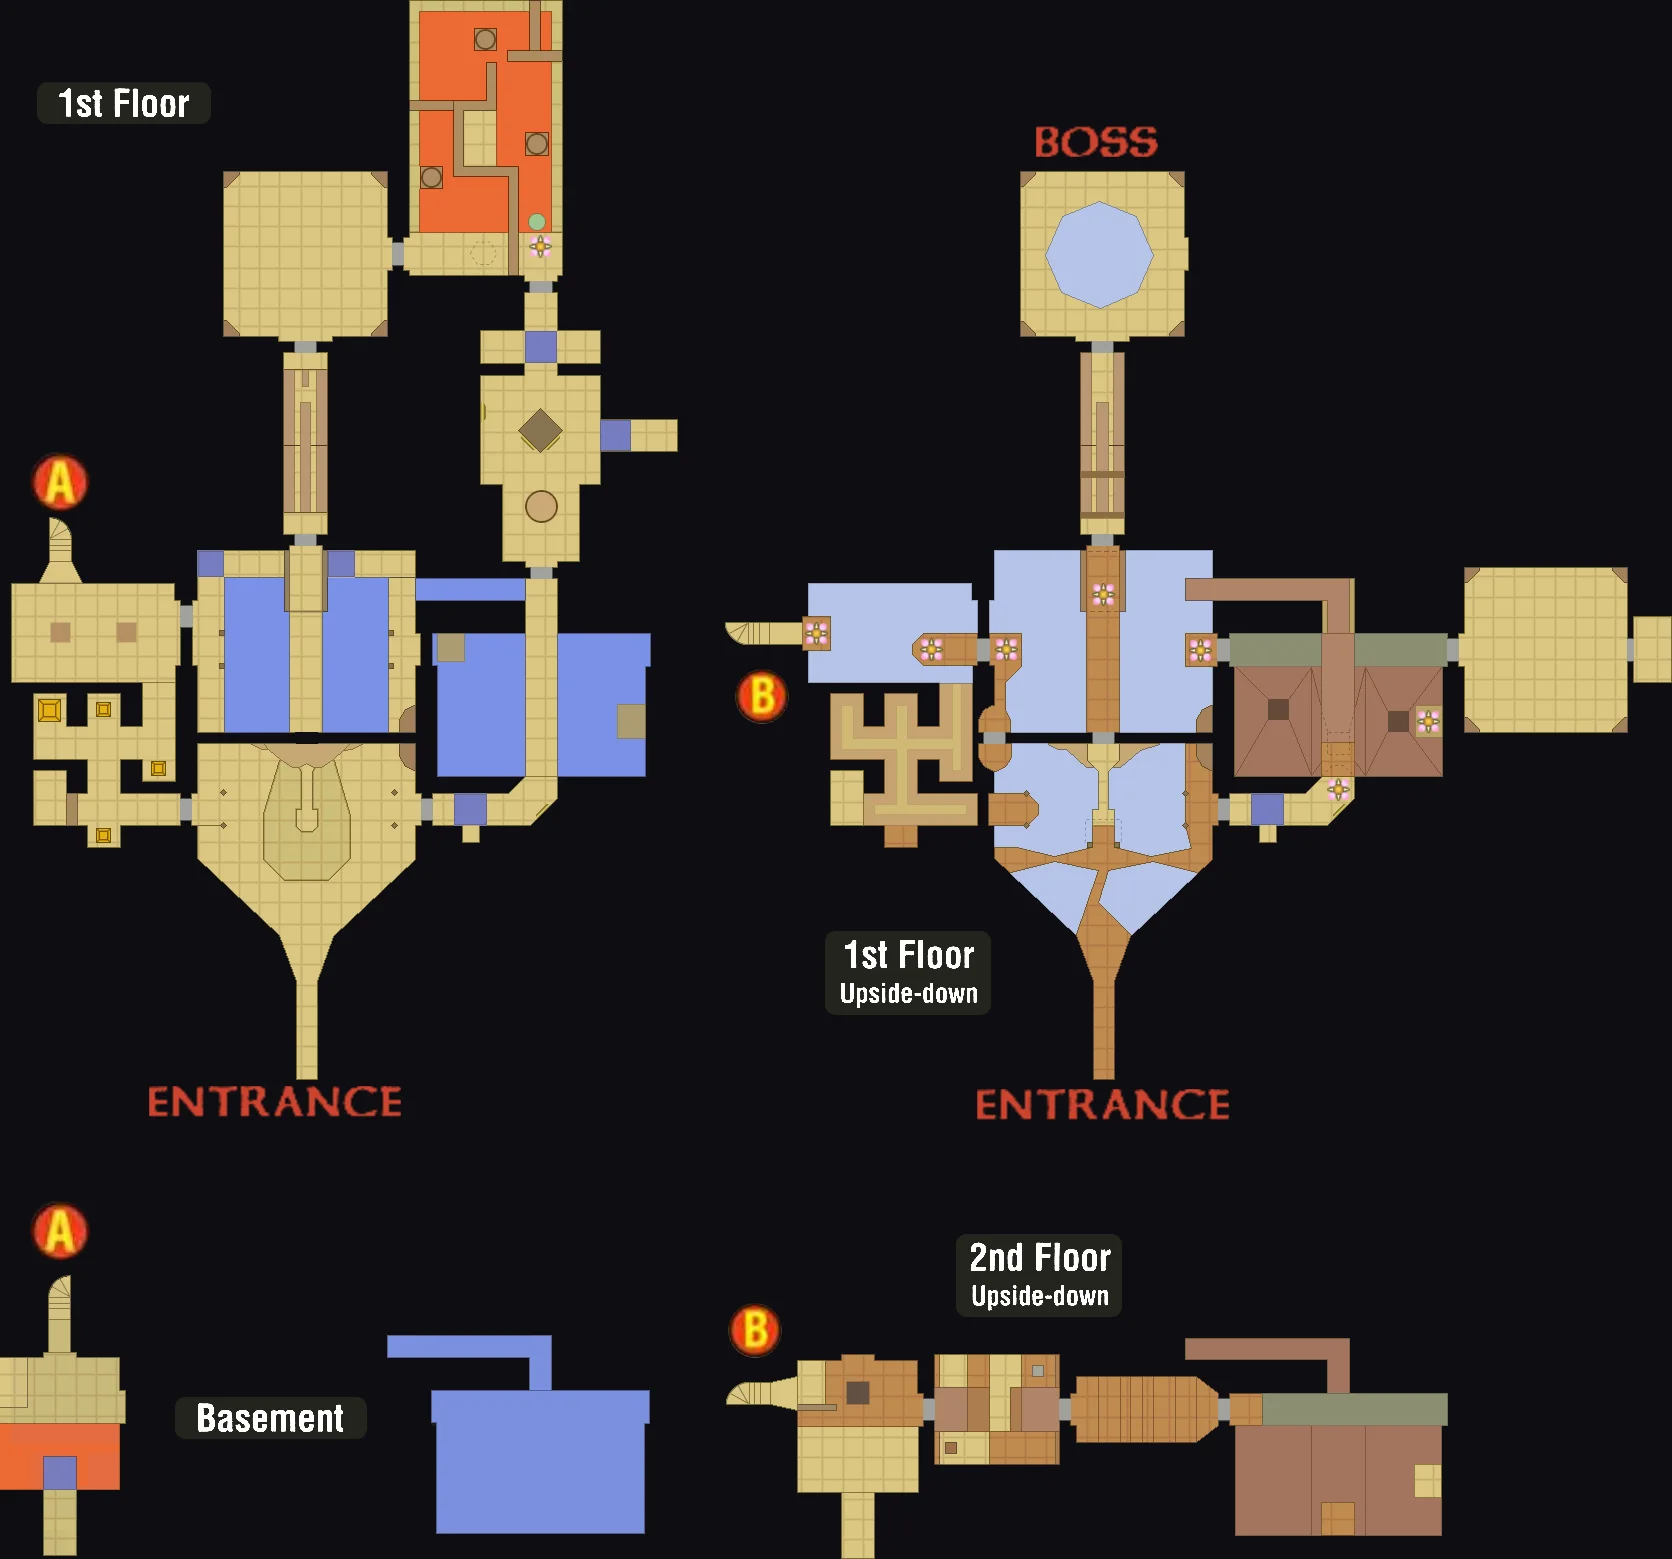 1st Floor
BOSS
A
B
1st Floor
Upside-down
ENTRANCE
ENTRANCE
A
2nd Floor
Upside-down
B
Basement